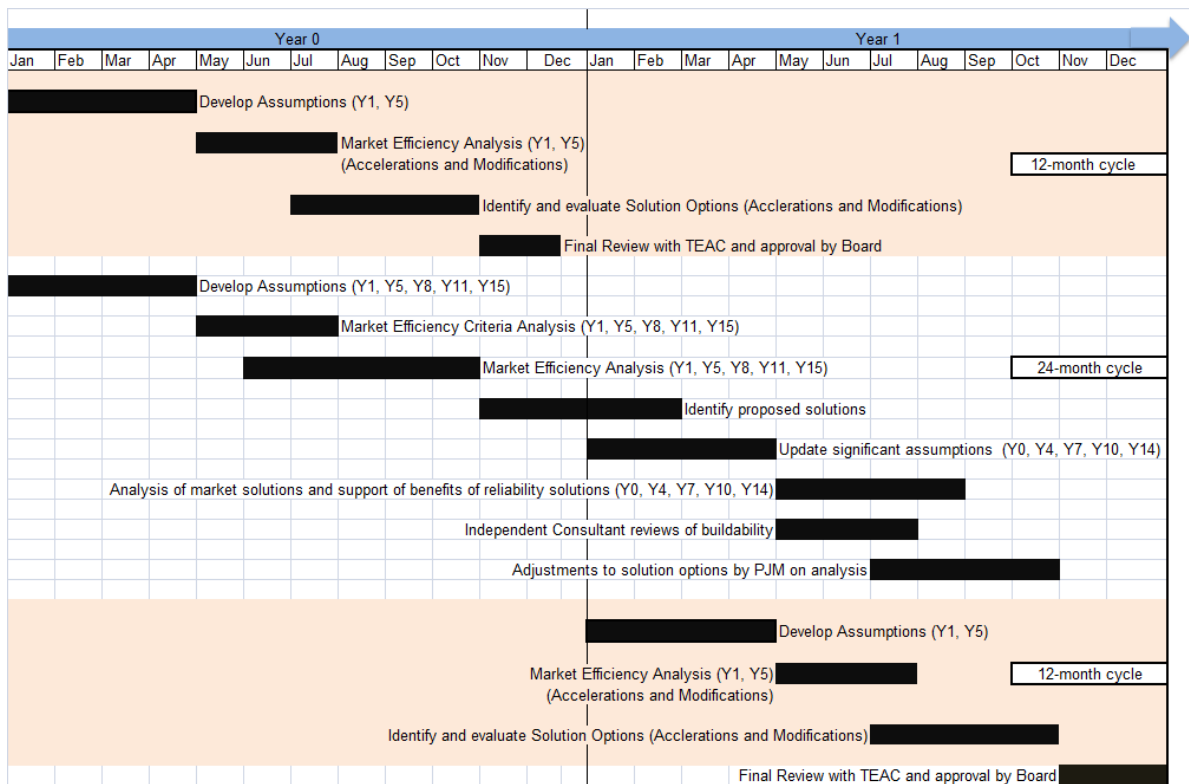 Year 0 Year 1
Jan Feb Mar Apr May Jun Jul Aug Sep Oct Nov Dec Jan Feb Mar Apr May Jun Jul Aug Sep Oct Nov Dec
Develop Assumptions (Y1, Y5)
Market Efficiency Analysis (Y1, Y5)
(Accelerations and Modifications)
12-month cycle
Identify and evaluate Solution Options (Acclerations and Modifications)
Final Review with TEAC and approval by Board
Develop Assumptions (Y1, Y5, Y8, Y11, Y15)
Market Efficiency Criteria Analysis (Y1, Y5, Y8, Y11, Y15)
Market Efficiency Analysis (Y1, Y5, Y8, Y11, Y15) 24-month cycle
Identify proposed solutions
Update significant assumptions (Y0, Y4, Y7, Y10, Y14)
Analysis of market solutions and support of benefits of reliability solutions (Y0, Y4, Y7, Y10, Y14)
Independent Consultant reviews of buildability
Adjustments to solution options by PJM on analysis
Develop Assumptions (Y1, Y5)
Market Efficiency Analysis (Y1, Y5) 12-month cycle
(Accelerations and Modifications)
Identify and evaluate Solution Options (Acclerations and Modifications)
Final Review with TEAC and approval by Board